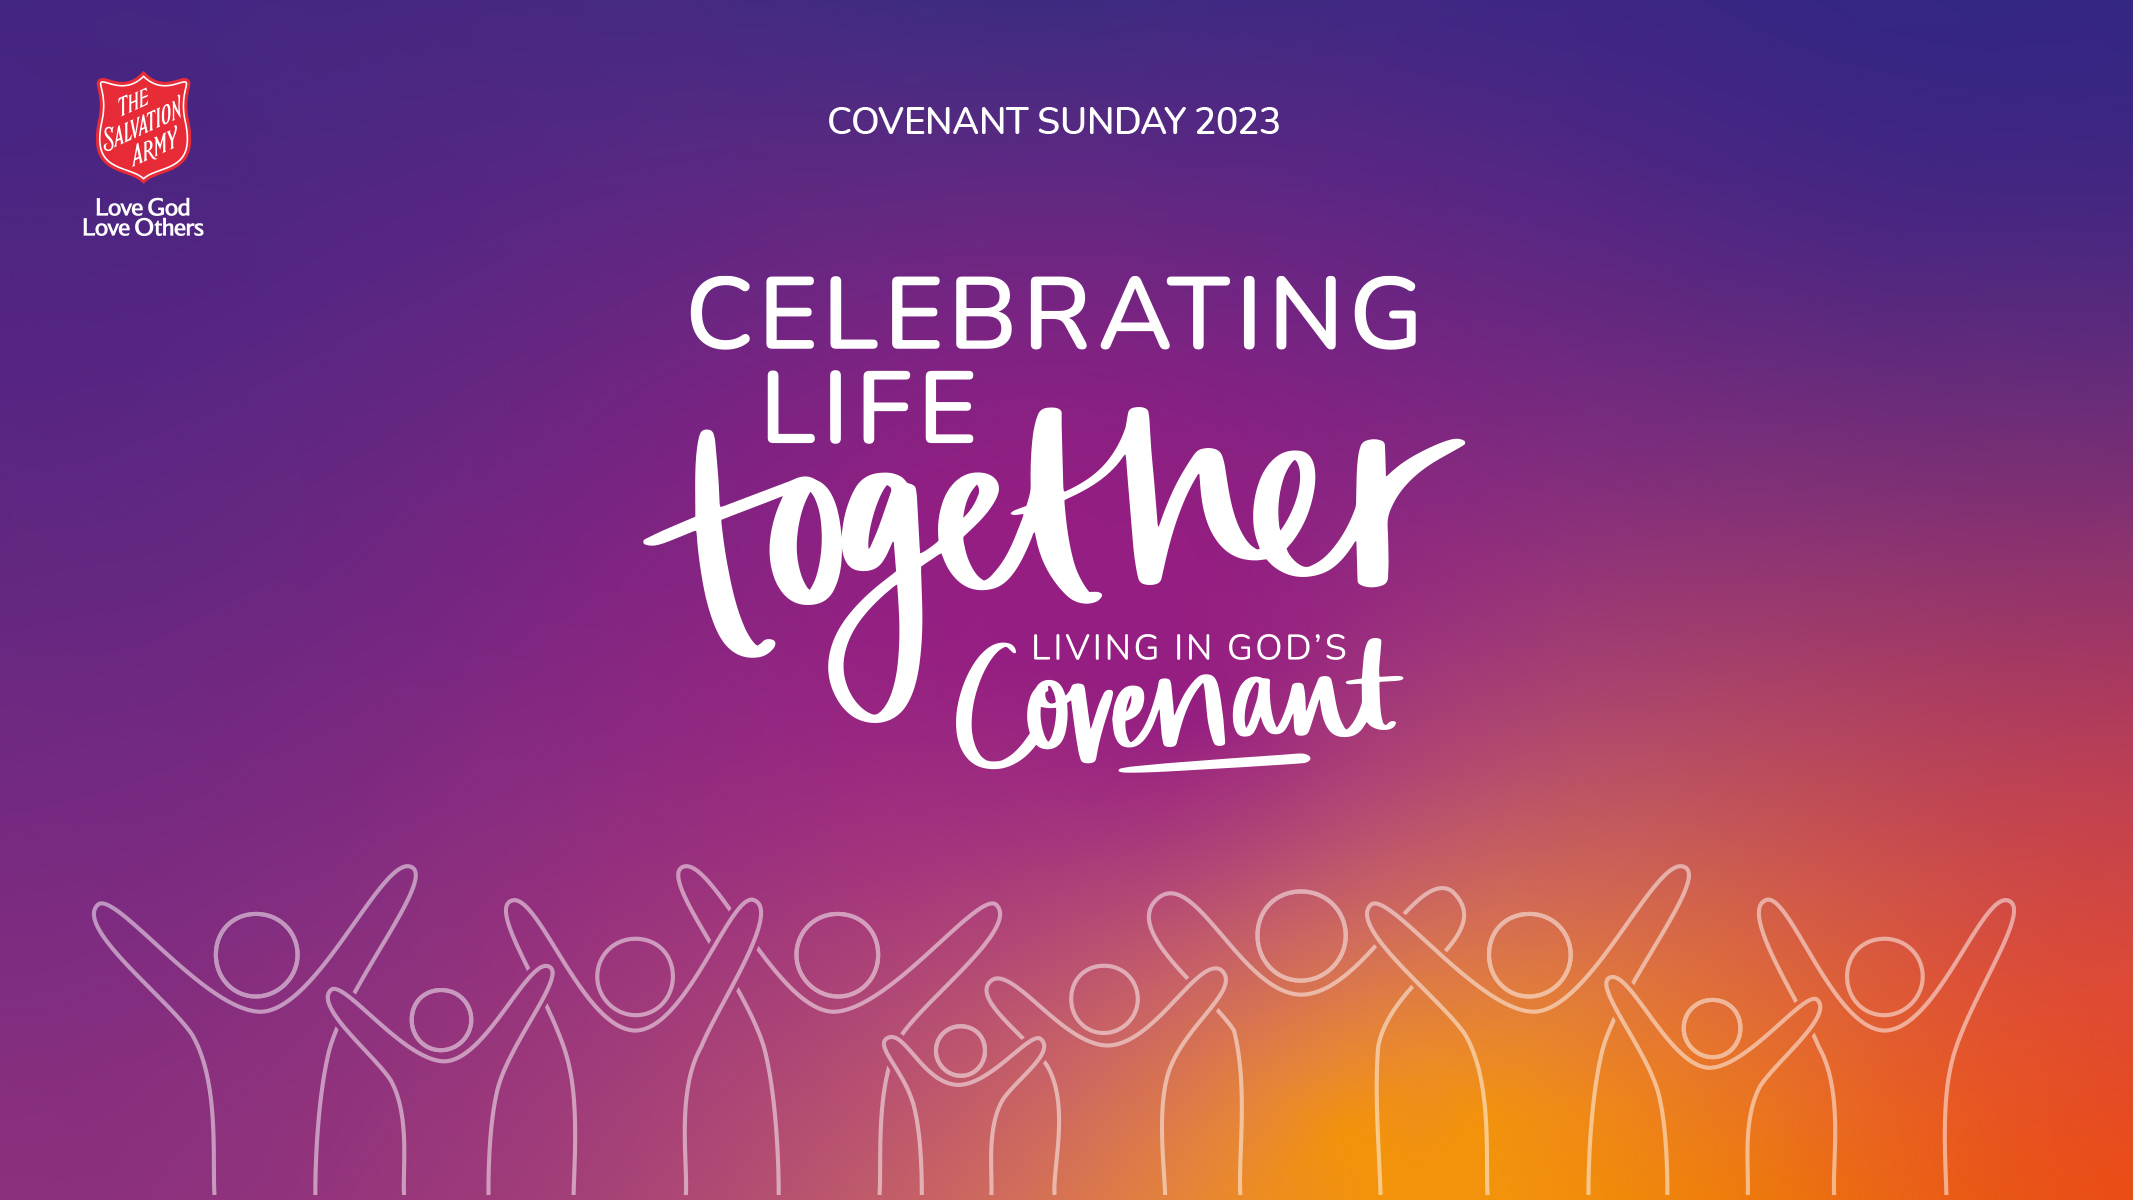 THE
SALVATION
ARMY
Love God
Love Others
COVENANT SUNDAY 2023
CELEBRATING
LIFE
together
LIVING IN GOD'S
Covenant